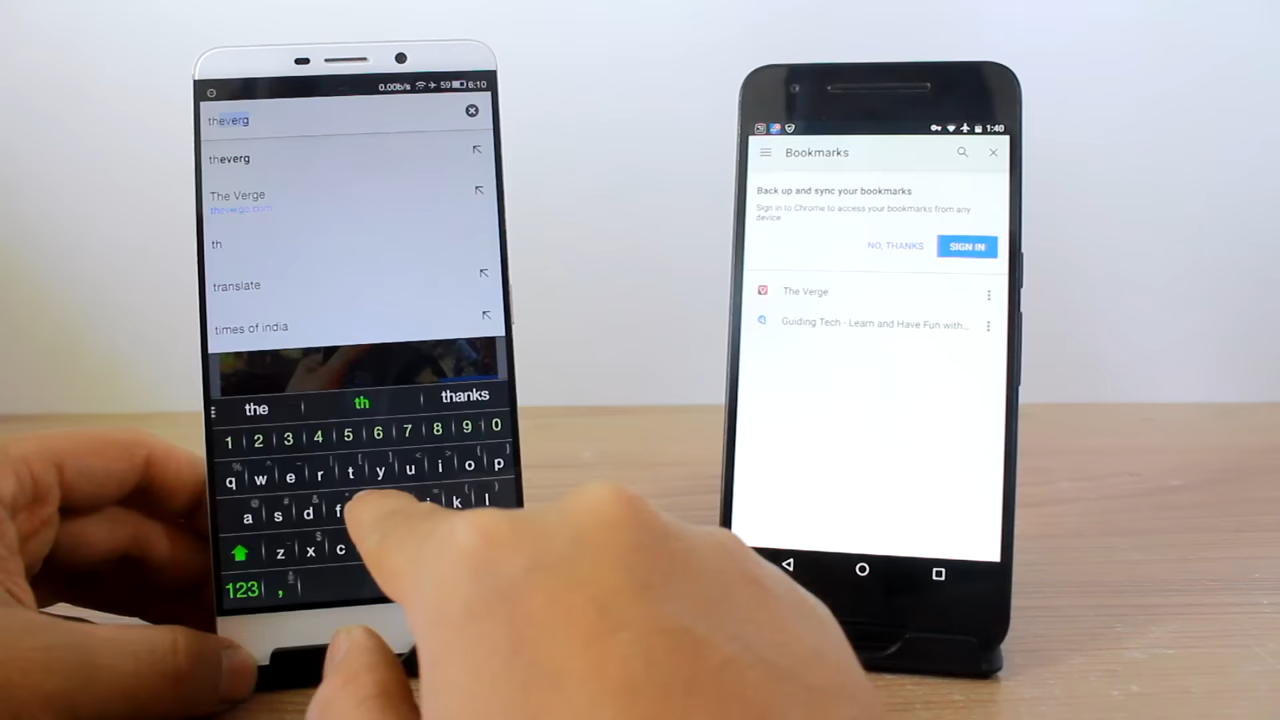 0.00b/s 59 6:10
theverg
theverg
The Verge
theverge.com
th
translate
times of india
the th thanks
1 2 3 4 5 6 7 8 9 0
q w e r t y u i o p
a s d f k l
z x c
123 ,
1:40
Bookmarks
Back up and sync your bookmarks
Sign in to Chrome to access your bookmarks from any
device
NO, THANKS SIGN IN
The Verge
Guiding Tech - Learn and Have Fun with...